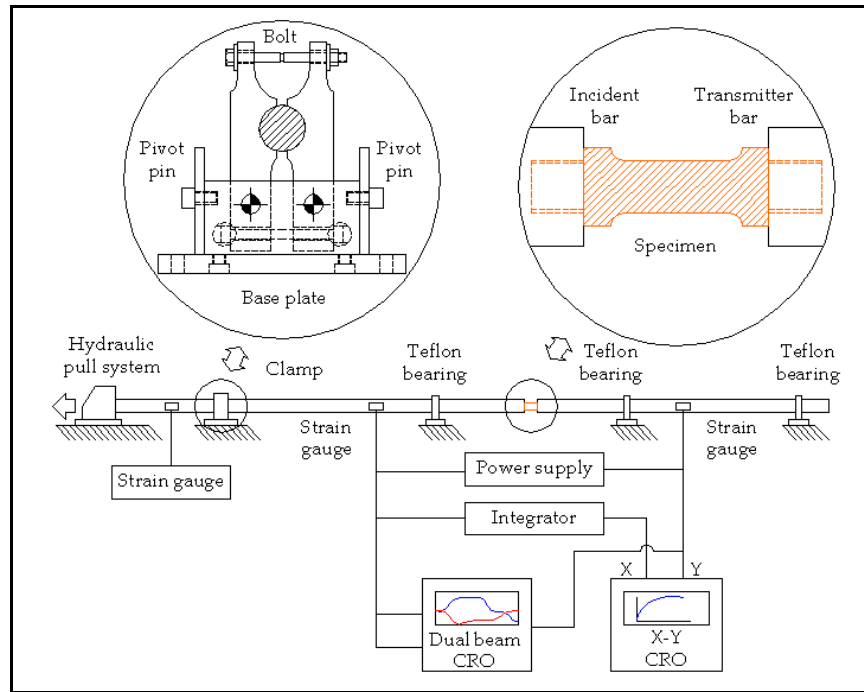 Bolt
Pivot
pin
Pivot
pin
Base plate
Incident
bar
Transmitter
bar
Specimen
Hydraulic
pull system
Clamp
Teflon
bearing
Teflon
bearing
Teflon
bearing
Strain
gauge
Strain
gauge
Strain gauge
Power supply
Integrator
X
Y
Dual beam
CRO
X-Y
CRO